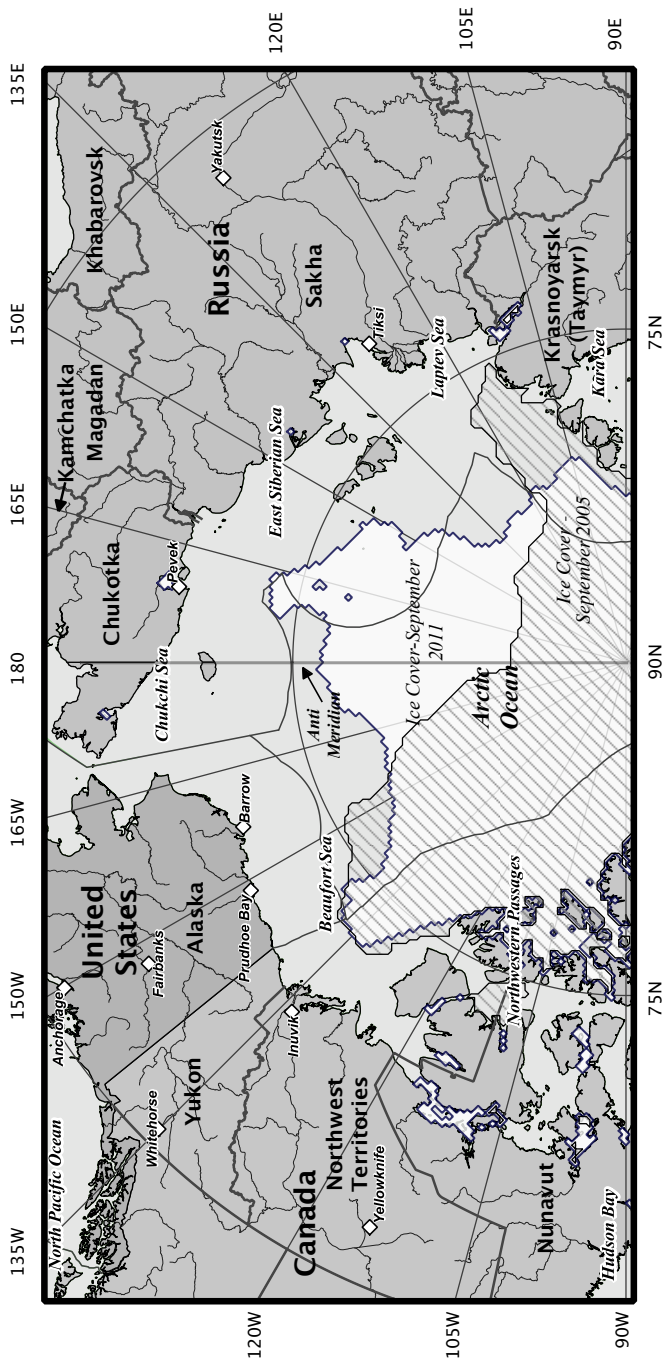 135W
150W
165W
180
165E
150E
135E
120W
105W
90W
75N
90N
75N
90E
105E
120E
North Pacific Ocean
Anchorage
United
States
Fairbanks
Whitehorse
Yukon
Alaska
Prudhoe Bay
Barrow
Inuvik
Canada
Northwest
Territories
Yellowknife
Nunavut
Hudson Bay
Beaufort Sea
Northwestern Passages
Chukchi Sea
Anti
Meridian
Arctic
Ocean
Ice Cover-September
2011
Ice Cover -
September 2005
Chukotka
Pevek
Kamchatka
Magadan
Khabarovsk
East Siberian Sea
Russia
Yakutsk
Sakha
Tiksi
Laptev Sea
Krasnoyarsk
(Taymyr)
Kara Sea